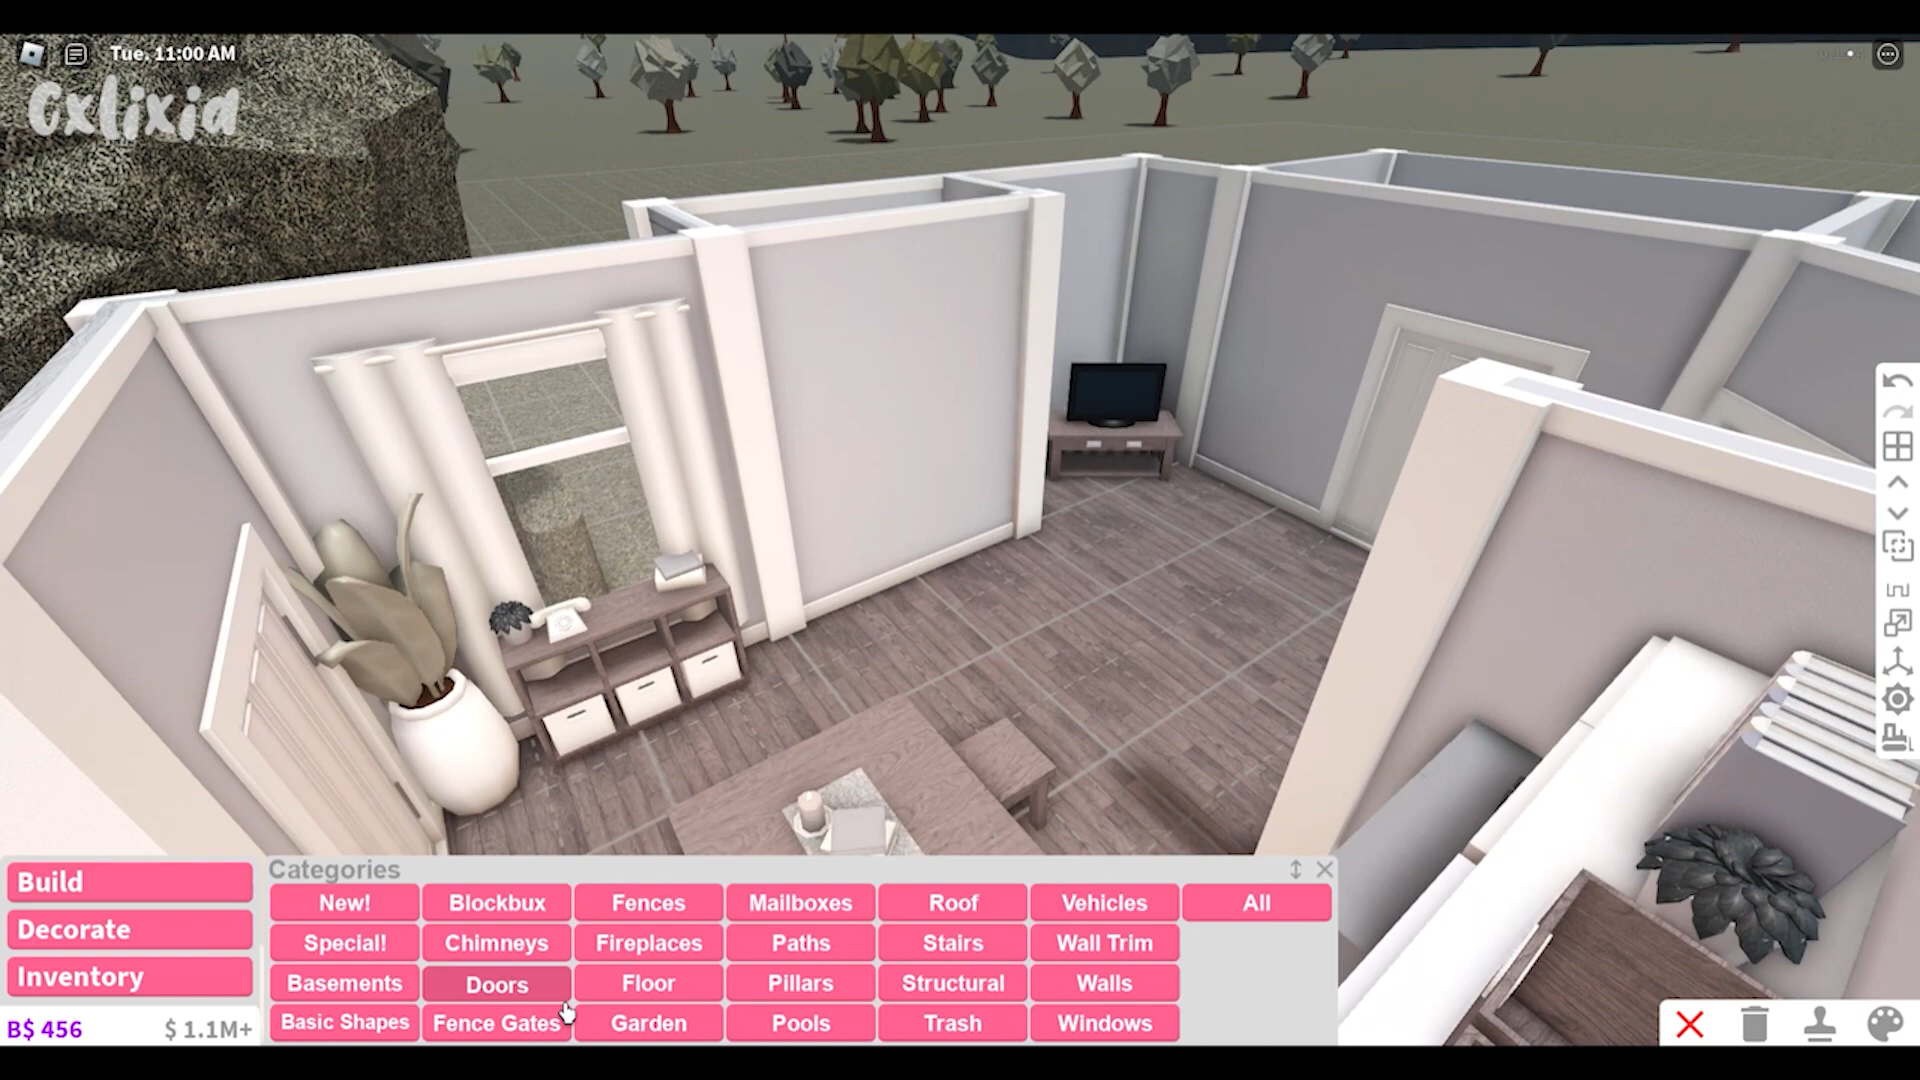 Tue, 11:00 AM
Cxlixia
Build
Decorate
Inventory
B$ 456
$ 1.1M+
Categories
New! Blockbux Fences Mailboxes Roof Vehicles All
Special! Chimneys Fireplaces Paths Stairs Wall Trim
Basements Doors Floor Pillars Structural Walls
Basic Shapes Fence Gates Garden Pools Trash Windows